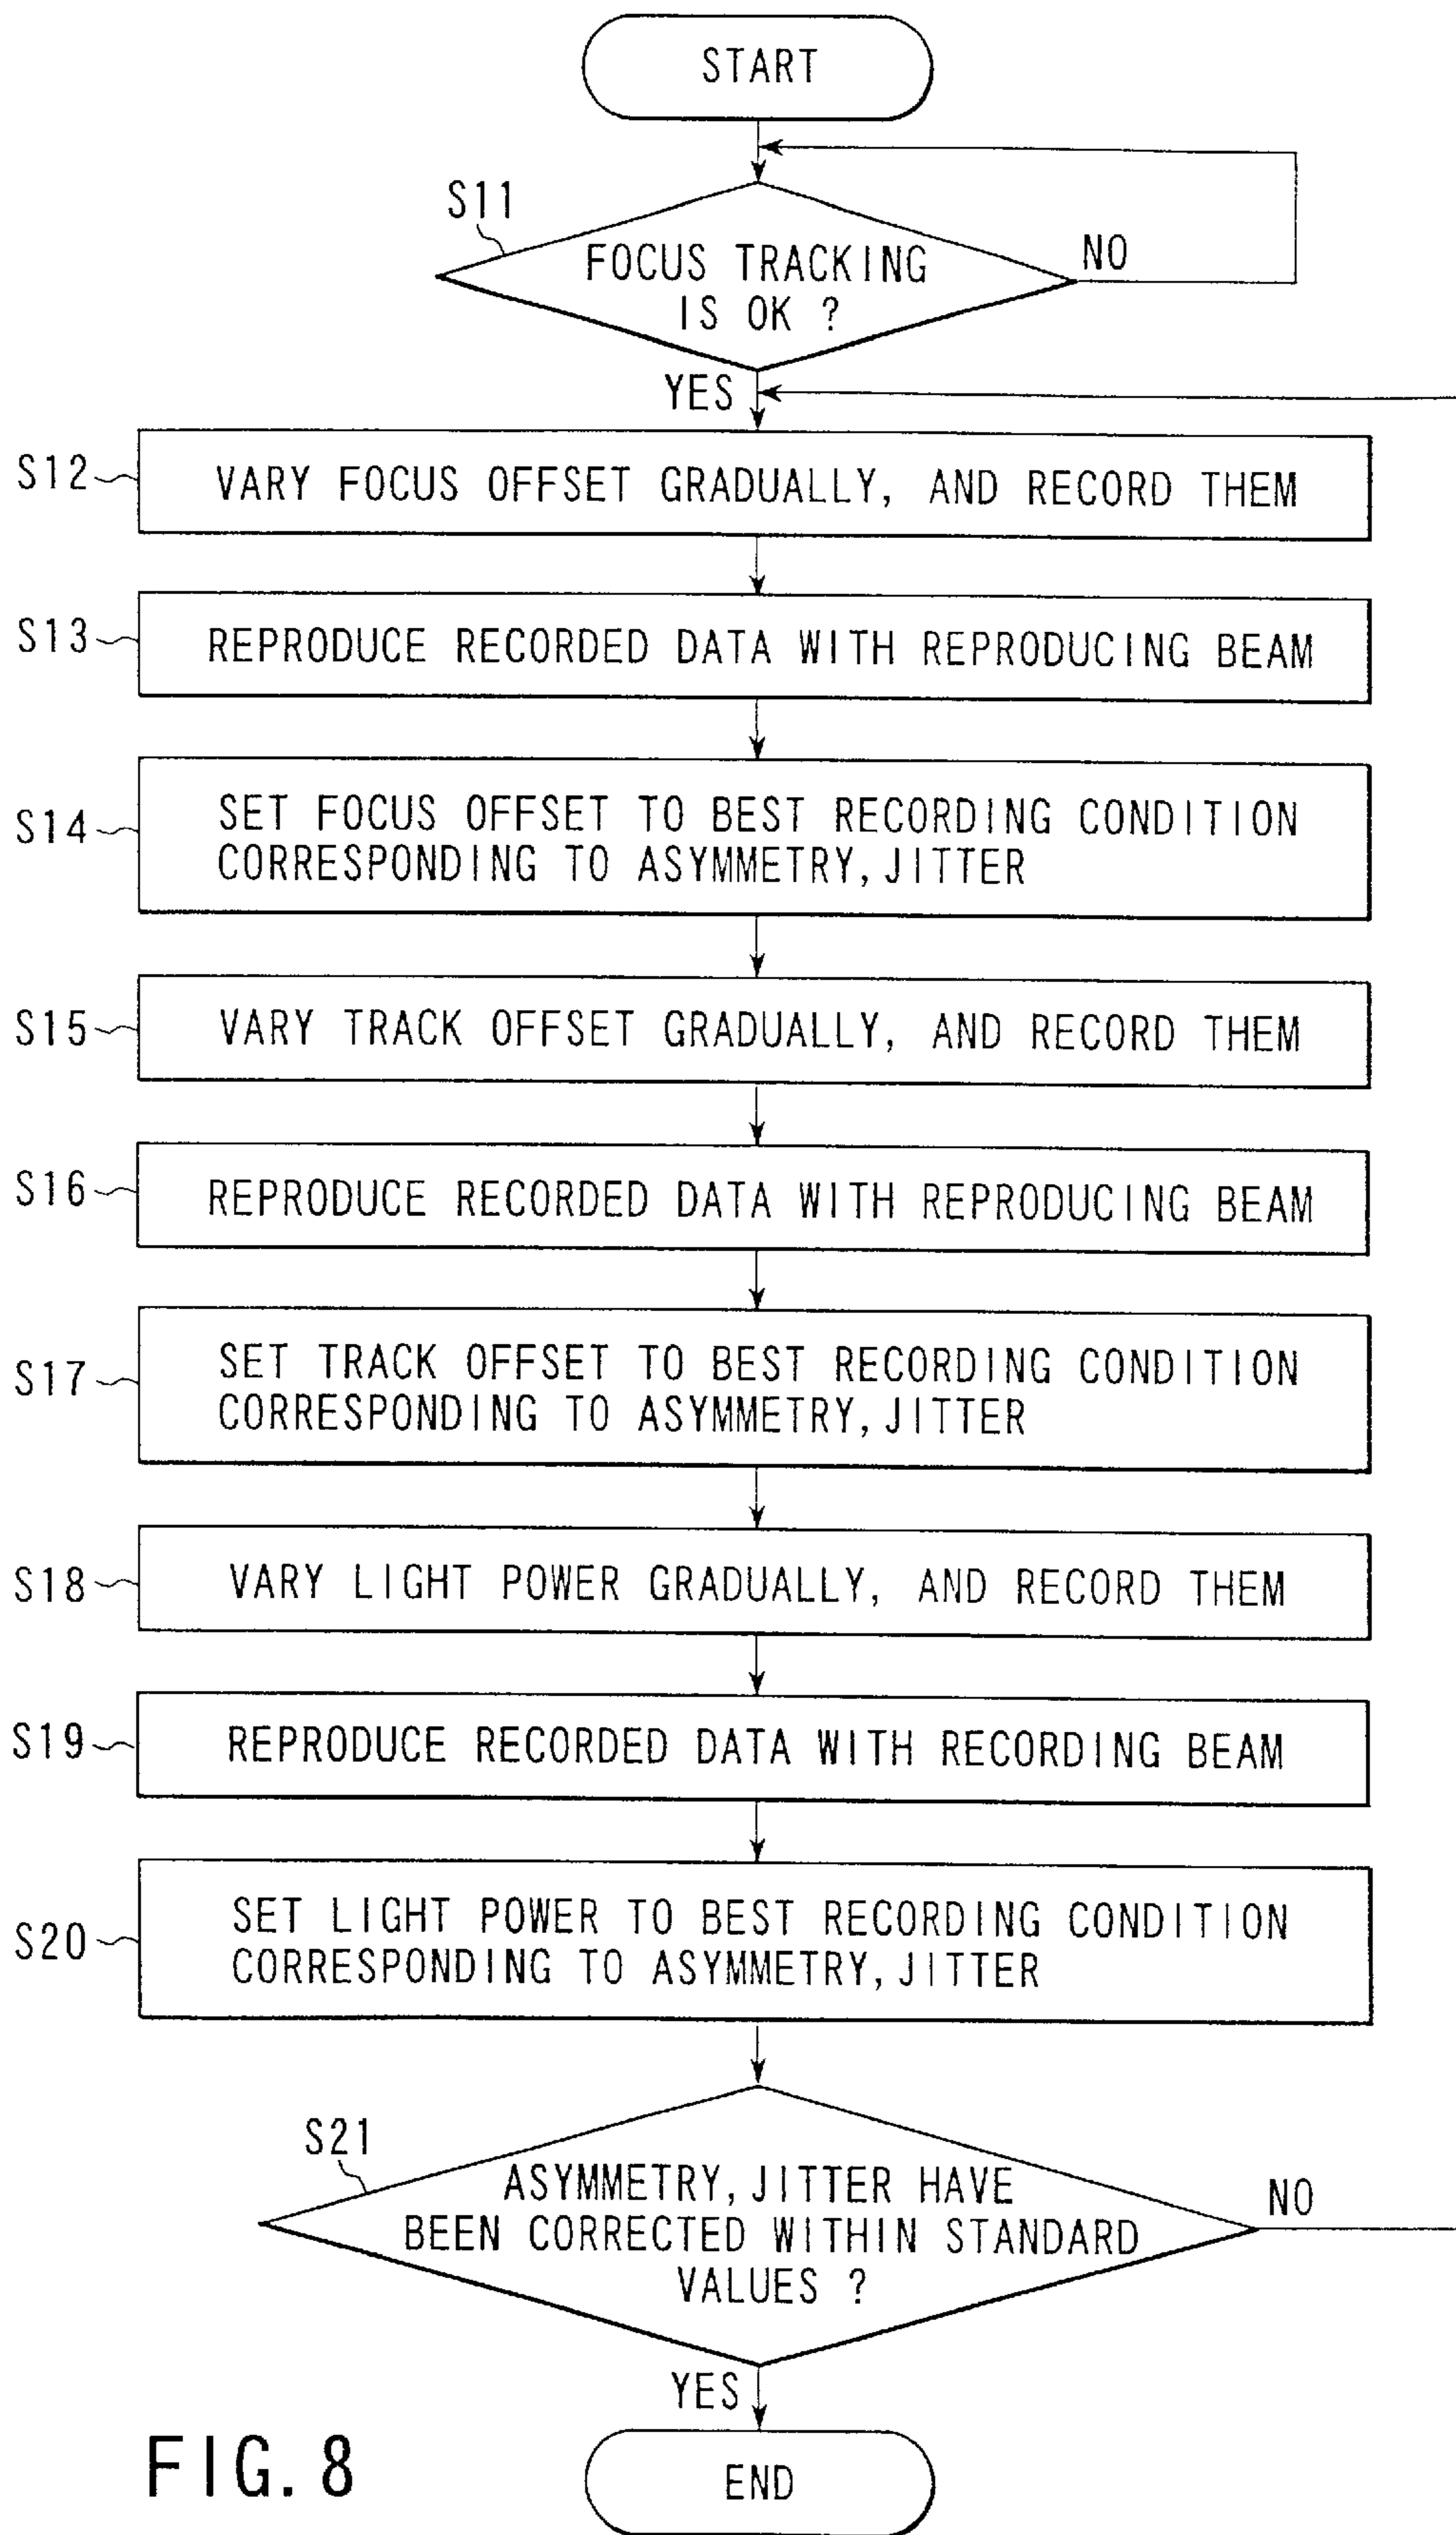 START
S11
FOCUS TRACKING
IS OK ?
NO
YES
S12
VARY FOCUS OFFSET GRADUALLY, AND RECORD THEM
S13
REPRODUCE RECORDED DATA WITH REPRODUCING BEAM
S14
SET FOCUS OFFSET TO BEST RECORDING CONDITION
CORRESPONDING TO ASYMMETRY, JITTER
S15
VARY TRACK OFFSET GRADUALLY, AND RECORD THEM
S16
REPRODUCE RECORDED DATA WITH REPRODUCING BEAM
S17
SET TRACK OFFSET TO BEST RECORDING CONDITION
CORRESPONDING TO ASYMMETRY, JITTER
S18
VARY LIGHT POWER GRADUALLY, AND RECORD THEM
S19
REPRODUCE RECORDED DATA WITH RECORDING BEAM
S20
SET LIGHT POWER TO BEST RECORDING CONDITION
CORRESPONDING TO ASYMMETRY, JITTER
S21
ASYMMETRY, JITTER HAVE
BEEN CORRECTED WITHIN STANDARD
VALUES ?
NO
YES
END
FIG. 8